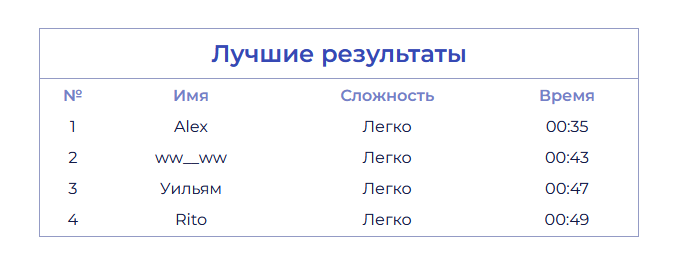 Лучшие результаты
№ Имя Сложность Время
1 Alex Легко 00:35
2 ww__ww Легко 00:43
3 Уильям Легко 00:47
4 Rito Легко 00:49